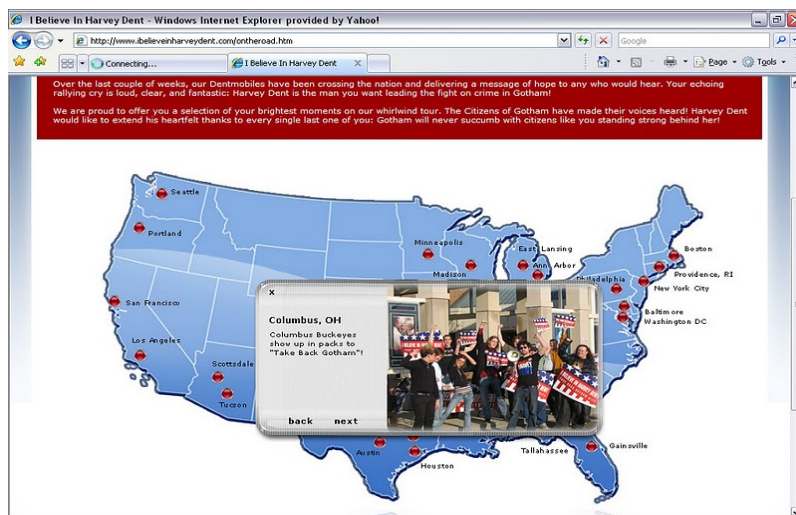 I Believe In Harvey Dent - Windows Internet Explorer provided by Yahoo!
http://www.ibelieveinharveydent.com/ontheroad.htm
Google
Connecting...
I Believe In Harvey Dent
Page
Tools
Over the last couple of weeks, our Dentmobiles have been crossing the nation and delivering a message of hope to any who would hear. Your echoing
rallying cry is loud, clear, and fantastic: Harvey Dent is the man you want leading the fight on crime in Gotham!
We are proud to offer you a selection of your brightest moments on our whirlwind tour. The Citizens of Gotham have made their voices heard! Harvey Dent
would like to extend his heartfelt thanks to every single last one of you: Gotham will never succumb with citizens like you standing strong behind her!
Seattle
Portland
Minneapolis
Madison
East Lansing
Ann Arbor
Philadelphia
Boston
Providence, RI
New York City
Baltimore
Washington DC
San Francisco
Los Angeles
Scottsdale
Tucson
x
Columbus, OH
Columbus Buckeyes
show up in packs to
"Take Back Gotham"!
back next
I BELIEVE IN HARVEY DENT
Austin
Houston
Tallahassee
Gainsville